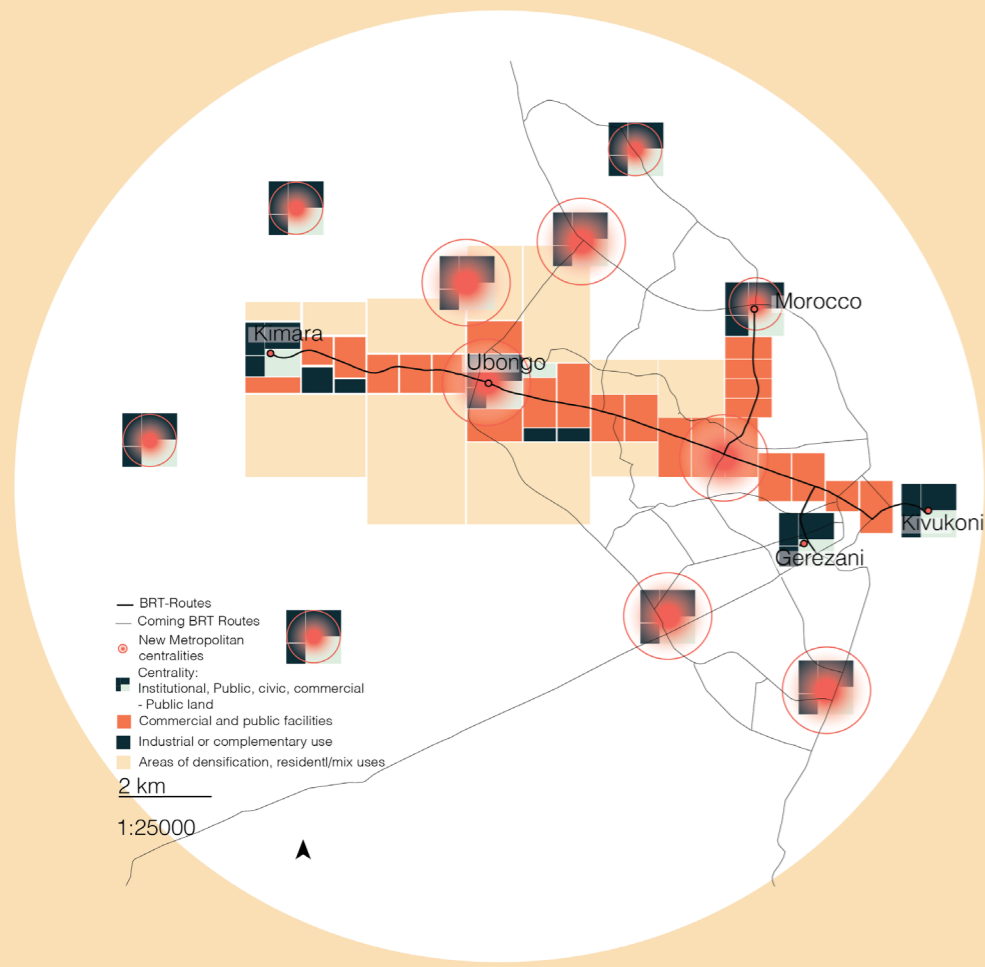 Morocco
Kimara
Ubongo
Kivukoni
Gerezani
BRT-Routes
Coming BRT Routes
New Metropolitan
centralities
Centrality:
Institutional, Public, civic, commercial
- Public land
Commercial and public facilities
Industrial or complementary use
Areas of densification, residentl/mix uses
2 km
1:25000